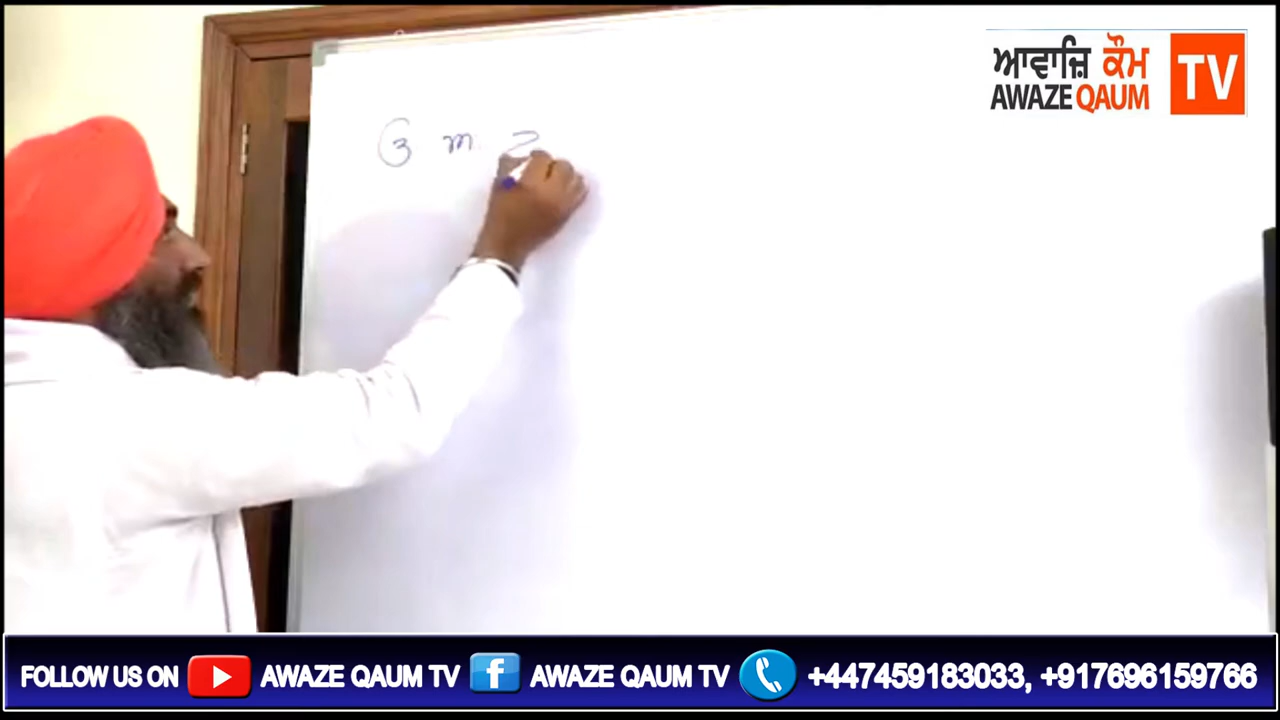 ਆਵਾਜ਼ਿ ਕੌਮ TV
AWAZE QAUM
ੳ ਅ
FOLLOW US ON AWAZE QAUM TV f AWAZE QAUM TV +447459183033, +917696159766